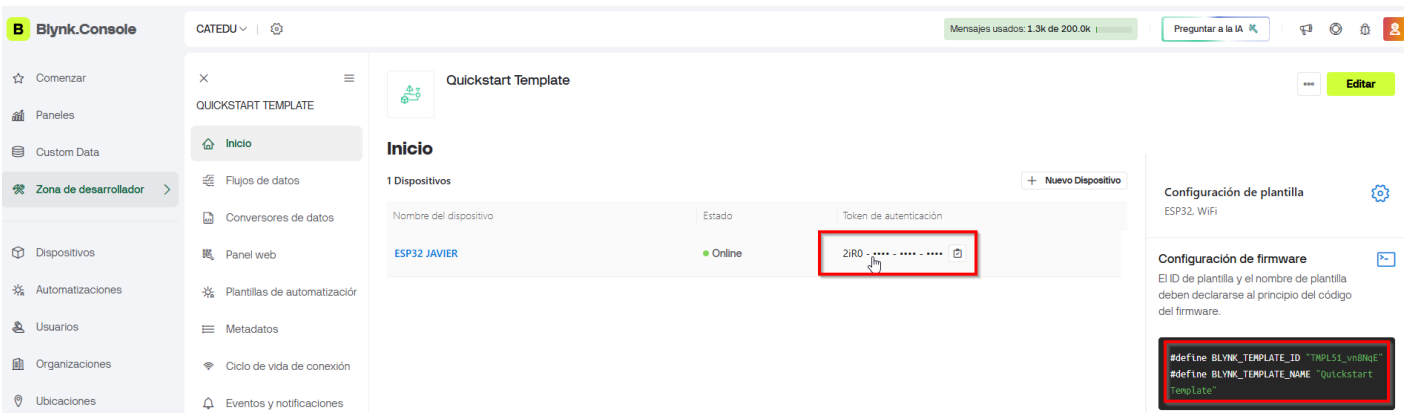 B Blynk.Console
CATEDU
Mensajes usados: 1.3k de 200.0k
Preguntar a la IA
Comenzar
Paneles
Custom Data
Zona de desarrollador
Dispositivos
Automatizaciones
Usuarios
Organizaciones
Ubicaciones
QUICKSTART TEMPLATE
Inicio
Flujos de datos
Conversores de datos
Panel web
Plantillas de automatizaciór
Metadatos
Ciclo de vida de conexión
Eventos y notificaciones
Quickstart Template
Editar
Inicio
1 Dispositivos
+ Nuevo Dispositivo
Nombre del dispositivo Estado Token de autenticación
ESP32 JAVIER Online 2iR0 - •••• - •••• - ••••
Configuración de plantilla
ESP32, WiFi
Configuración de firmware
El ID de plantilla y el nombre de plantilla
deben declararse al principio del código
del firmware.
#define BLYNK_TEMPLATE_ID "TMPL51_vn8NqE"
#define BLYNK_TEMPLATE_NAME "Quickstart
Template"